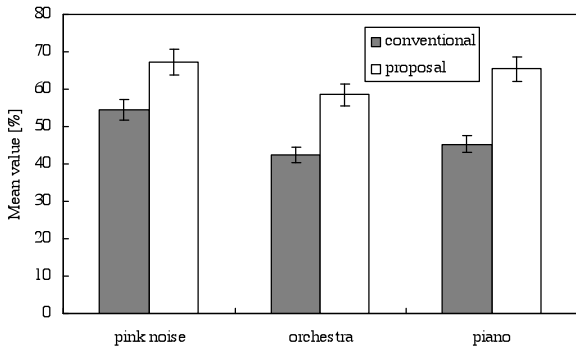 80
70
60
50
40
30
20
10
0
Mean value [%]
conventional
proposal
pink noise
orchestra
piano